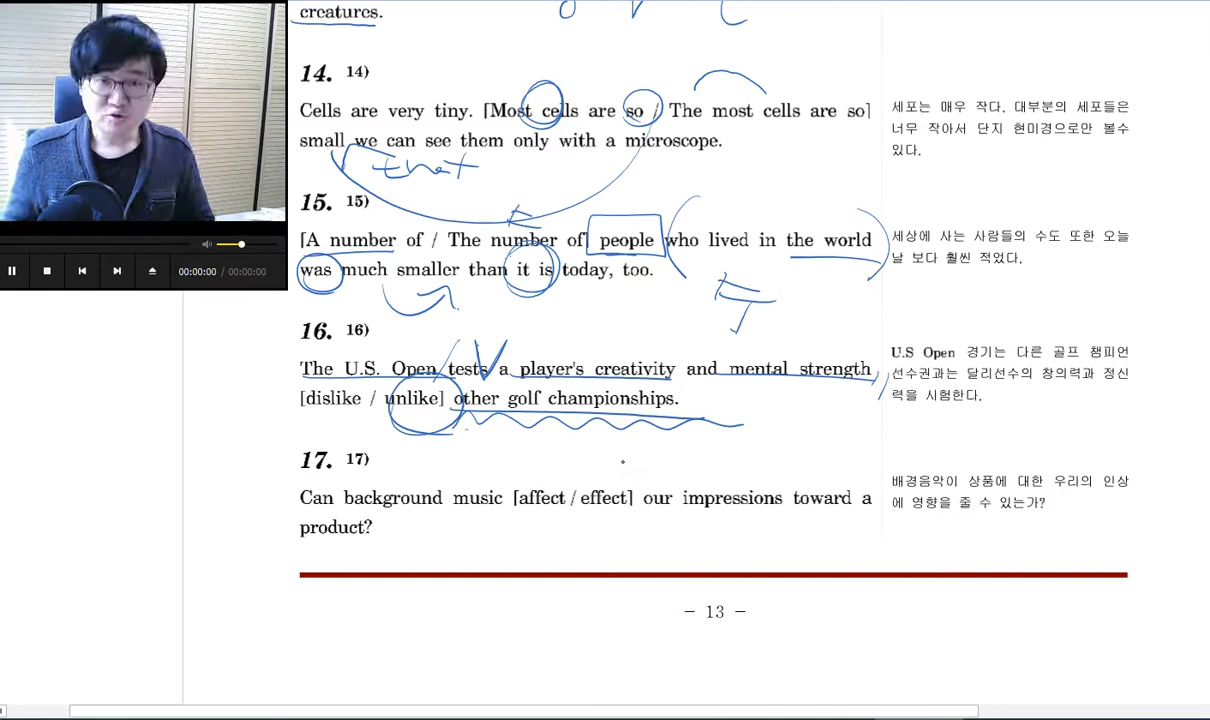 creatures.
14. 14)
Cells are very tiny. [Most cells are so / The most cells are so]
small we can see them only with a microscope.
that
세포는 매우 작다. 대부분의 세포들은
너무 작아서 단지 현미경으로만 볼수
있다.
15. 15)
[A number of / The number of] people who lived in the world
was much smaller than it is today, too.
세상에 사는 사람들의 수도 또한 오늘
날 보다 훨씬 적었다.
16. 16)
The U.S. Open tests a player's creativity and mental strength
[dislike / unlike] other golf championships.
U.S Open 경기는 다른 골프 챔피언
선수권과는 달리선수의 창의력과 정신
력을 시험한다.
17. 17)
Can background music [affect / effect] our impressions toward a
product?
배경음악이 상품에 대한 우리의 인상
에 영향을 줄 수 있는가?
- 13 -
00:00:00 / 00:00:00